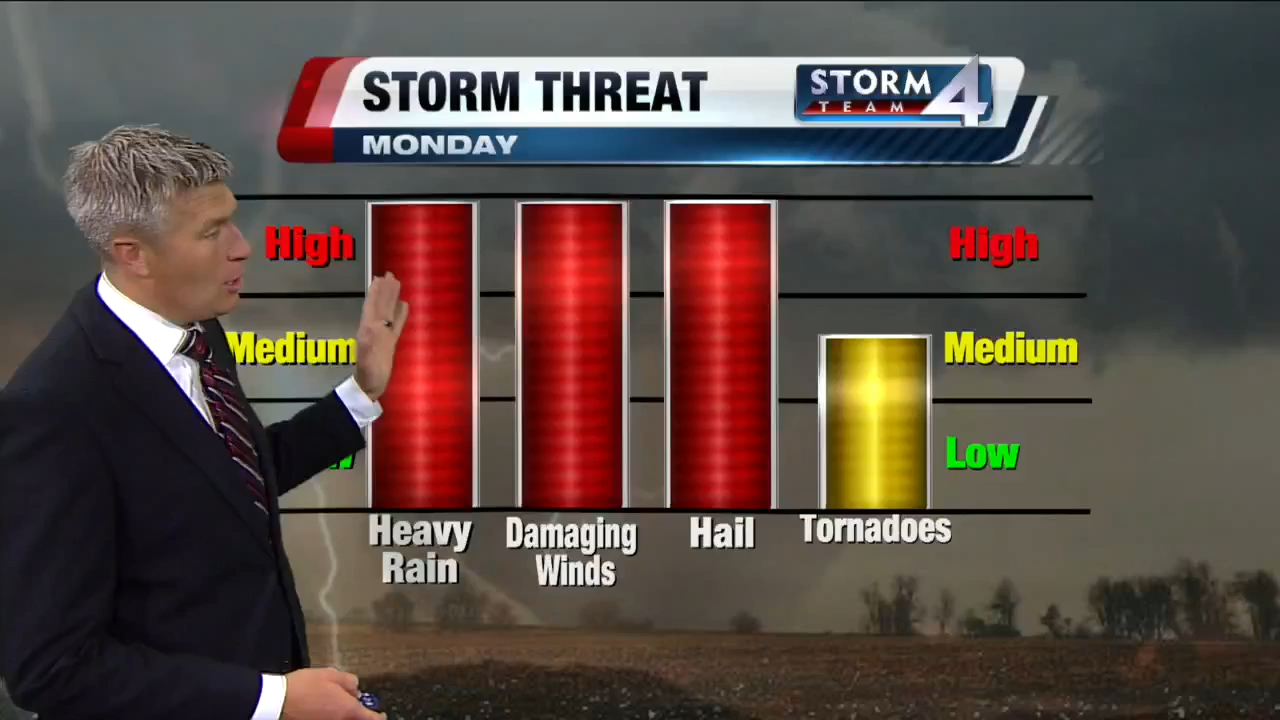 STORM THREAT
STORM
TEAM 4
MONDAY
High
High
Medium
Medium
Low
Heavy
Rain
Damaging
Winds
Hail
Tornadoes